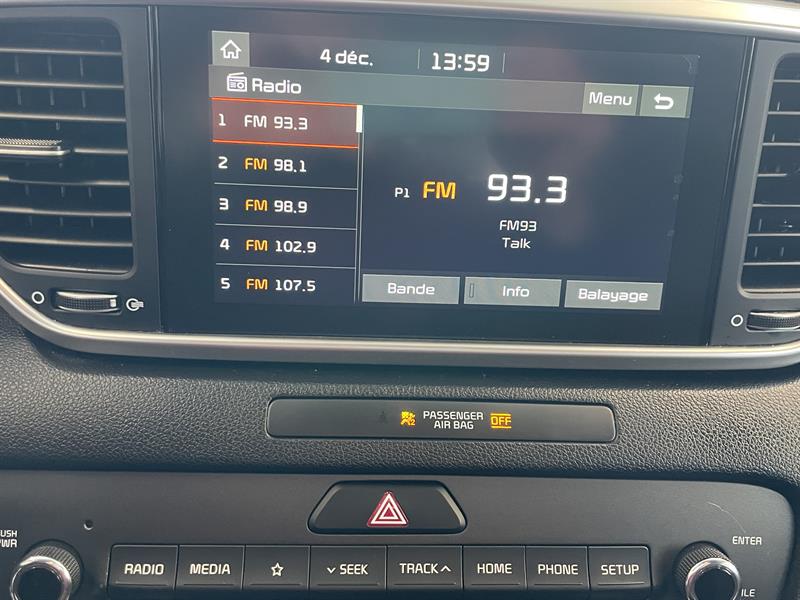 4 déc. 13:59
Radio
Menu
1 FM 93.3
2 FM 98.1
3 FM 98.9
4 FM 102.9
5 FM 107.5
P1 FM 93.3
FM93
Talk
Bande Info Balayage
2 PASSENGER AIR BAG OFF
ENTER
RADIO MEDIA SEEK TRACK HOME PHONE SETUP